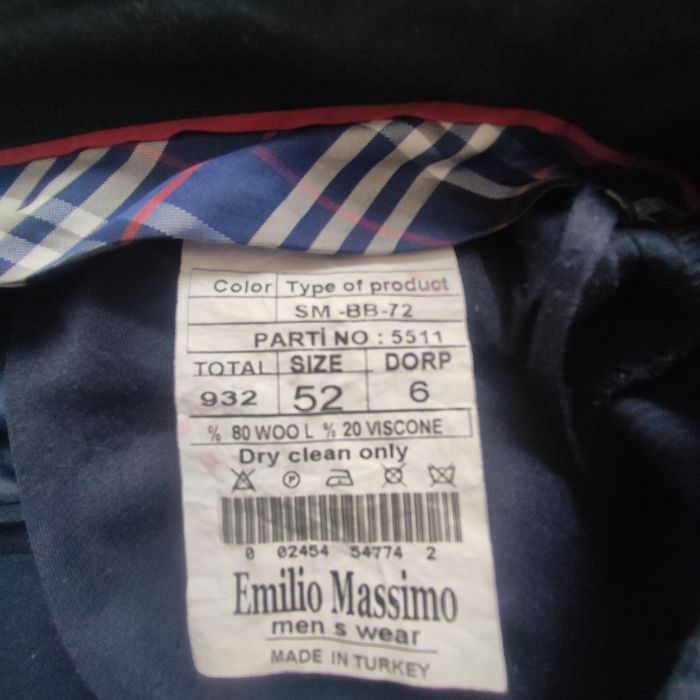 Color Type of product
SM -BB-72
PARTİ NO : 5511
TOTAL SIZE DORP
932 52 6
% 80 WOO L % 20 VISCONE
Dry clean only
P
0 02454 54774 2
Emilio Massimo
men s wear
MADE IN TURKEY